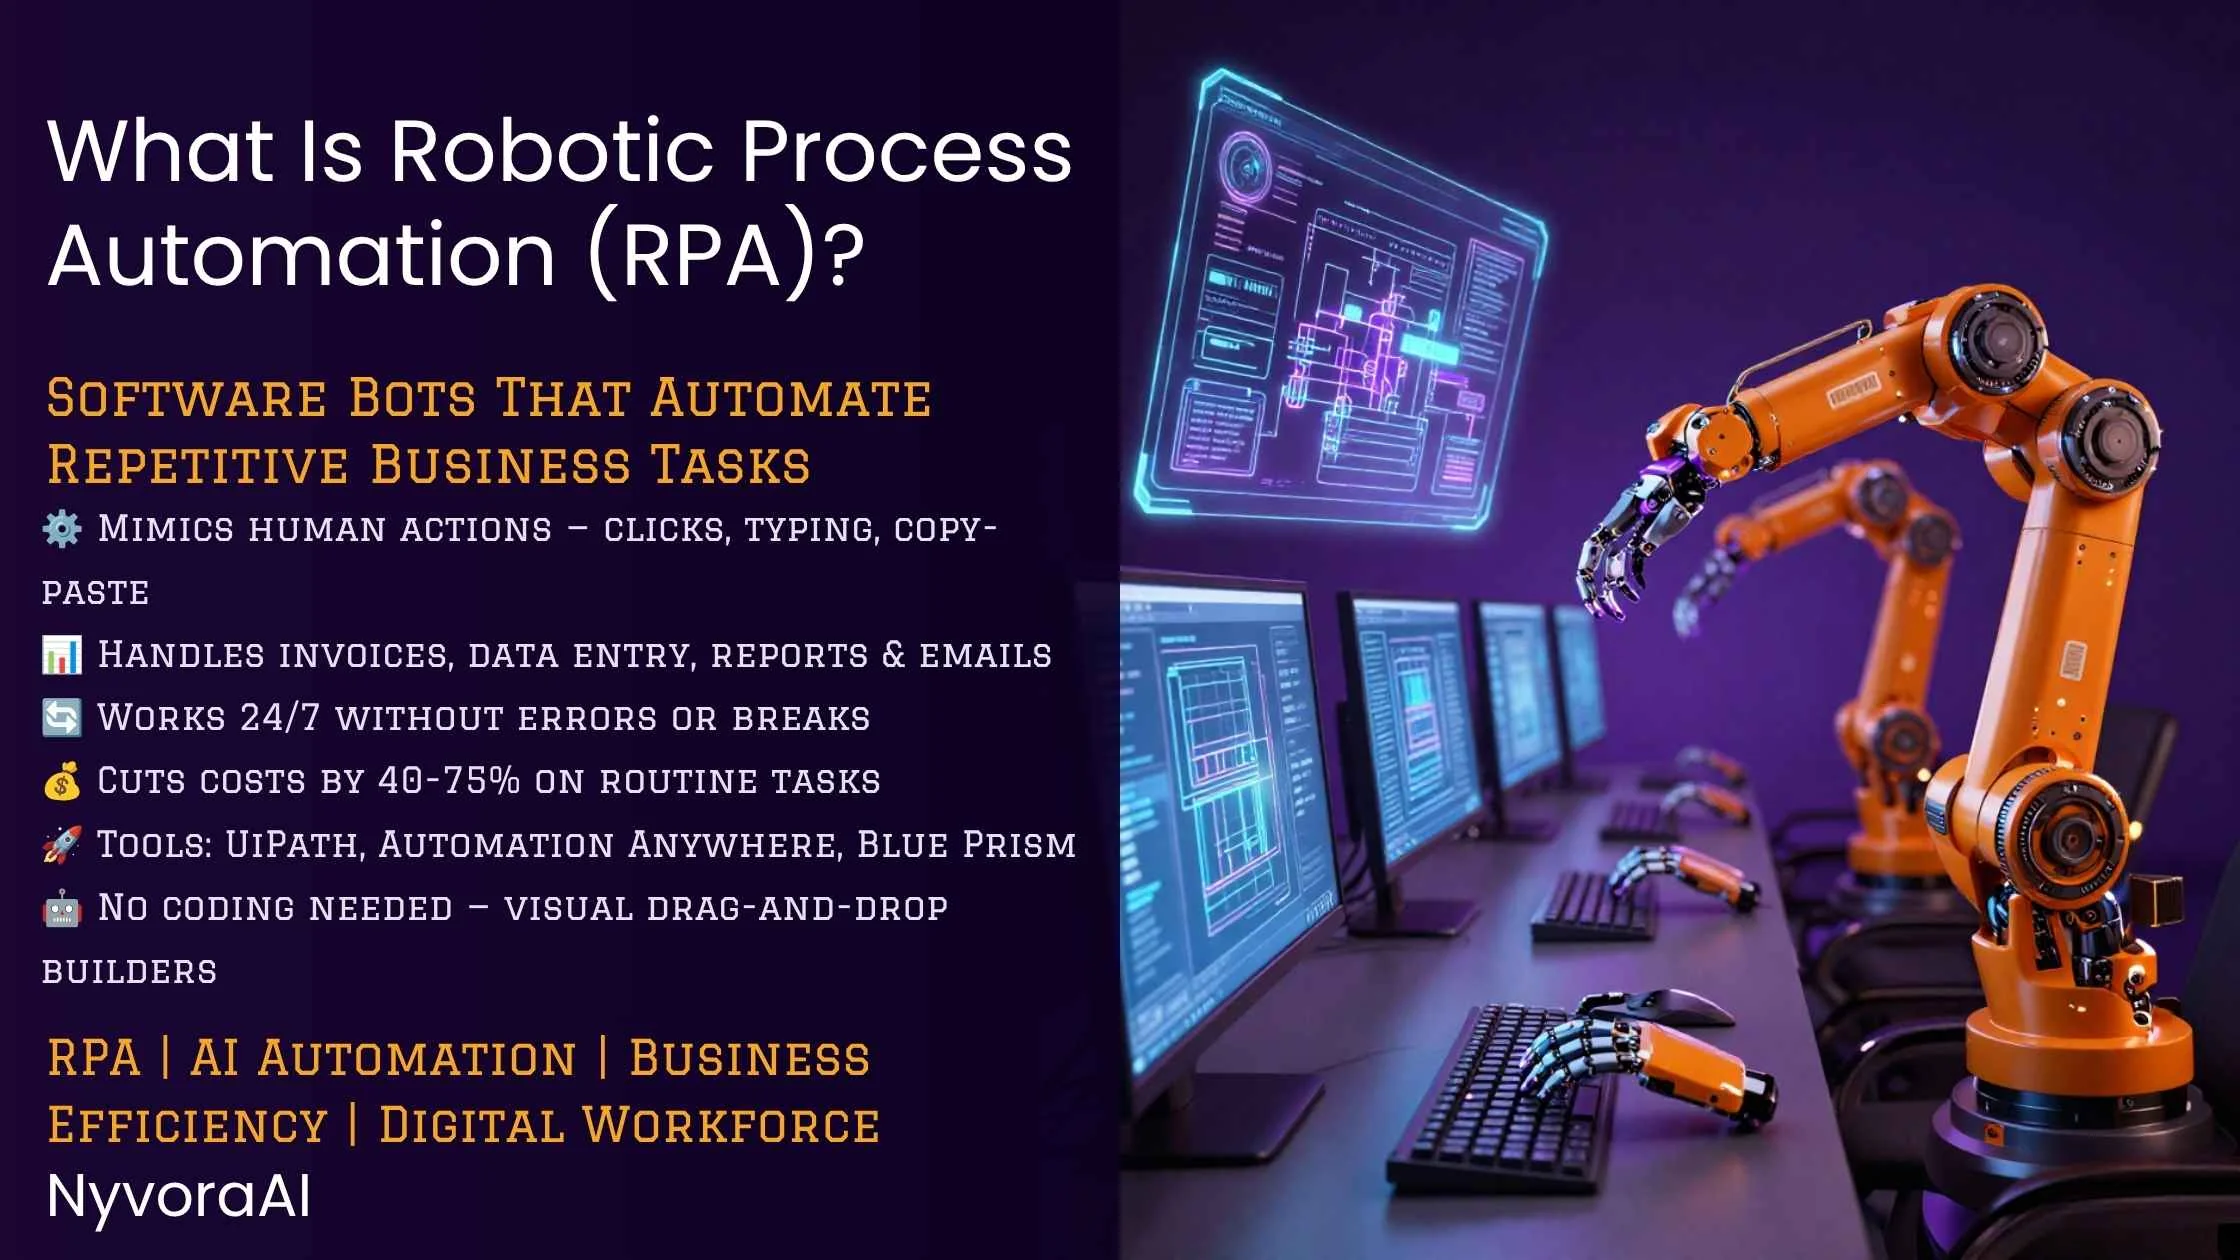 What Is Robotic Process
Automation (RPA)?
Software Bots That Automate
Repetitive Business Tasks
⚙️ Mimics human actions – clicks, typing, copy-
paste
📊 Handles invoices, data entry, reports & emails
🔄 Works 24/7 without errors or breaks
💰 Cuts costs by 40-75% on routine tasks
🚀 Tools: UiPath, Automation Anywhere, Blue Prism
🤖 No coding needed – visual drag-and-drop
builders
RPA | AI Automation | Business
Efficiency | Digital Workforce
NyvoraAI